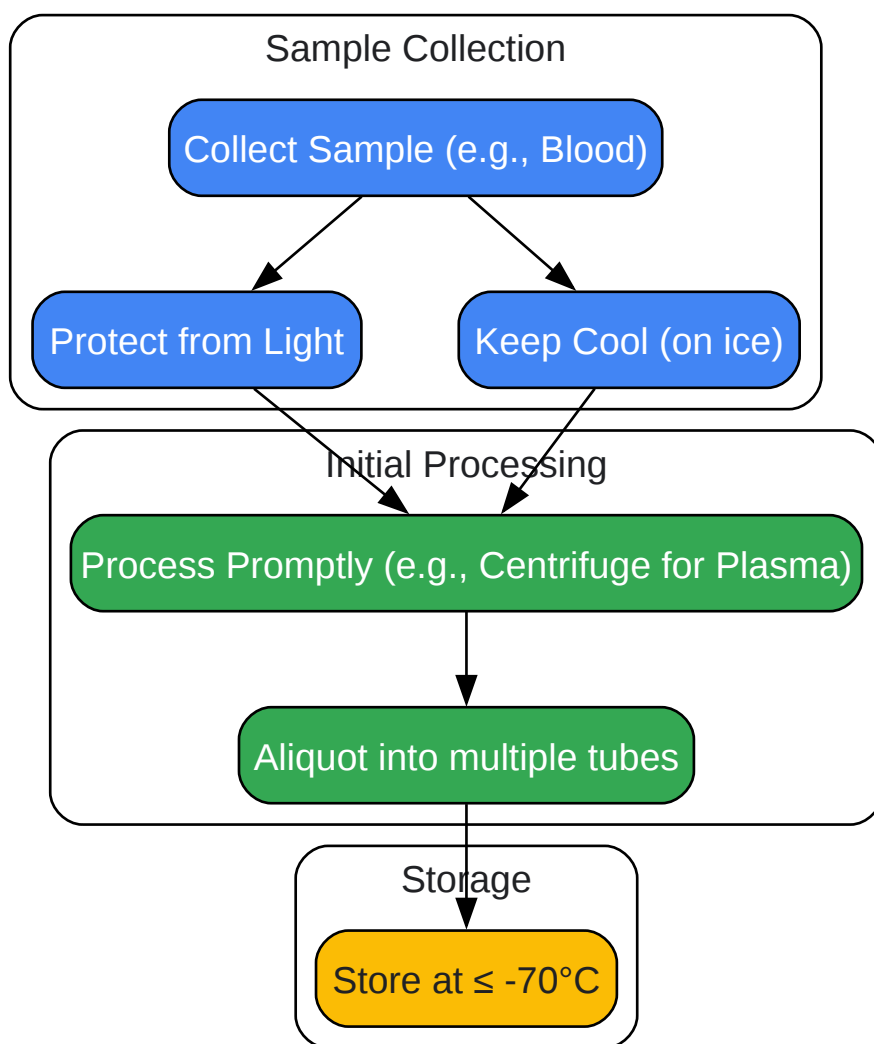 Sample Collection
Collect Sample (e.g., Blood)
Protect from Light
Keep Cool (on ice)
Initial Processing
Process Promptly (e.g., Centrifuge for Plasma)
Aliquot into multiple tubes
Storage
Store at ≤ -70°C